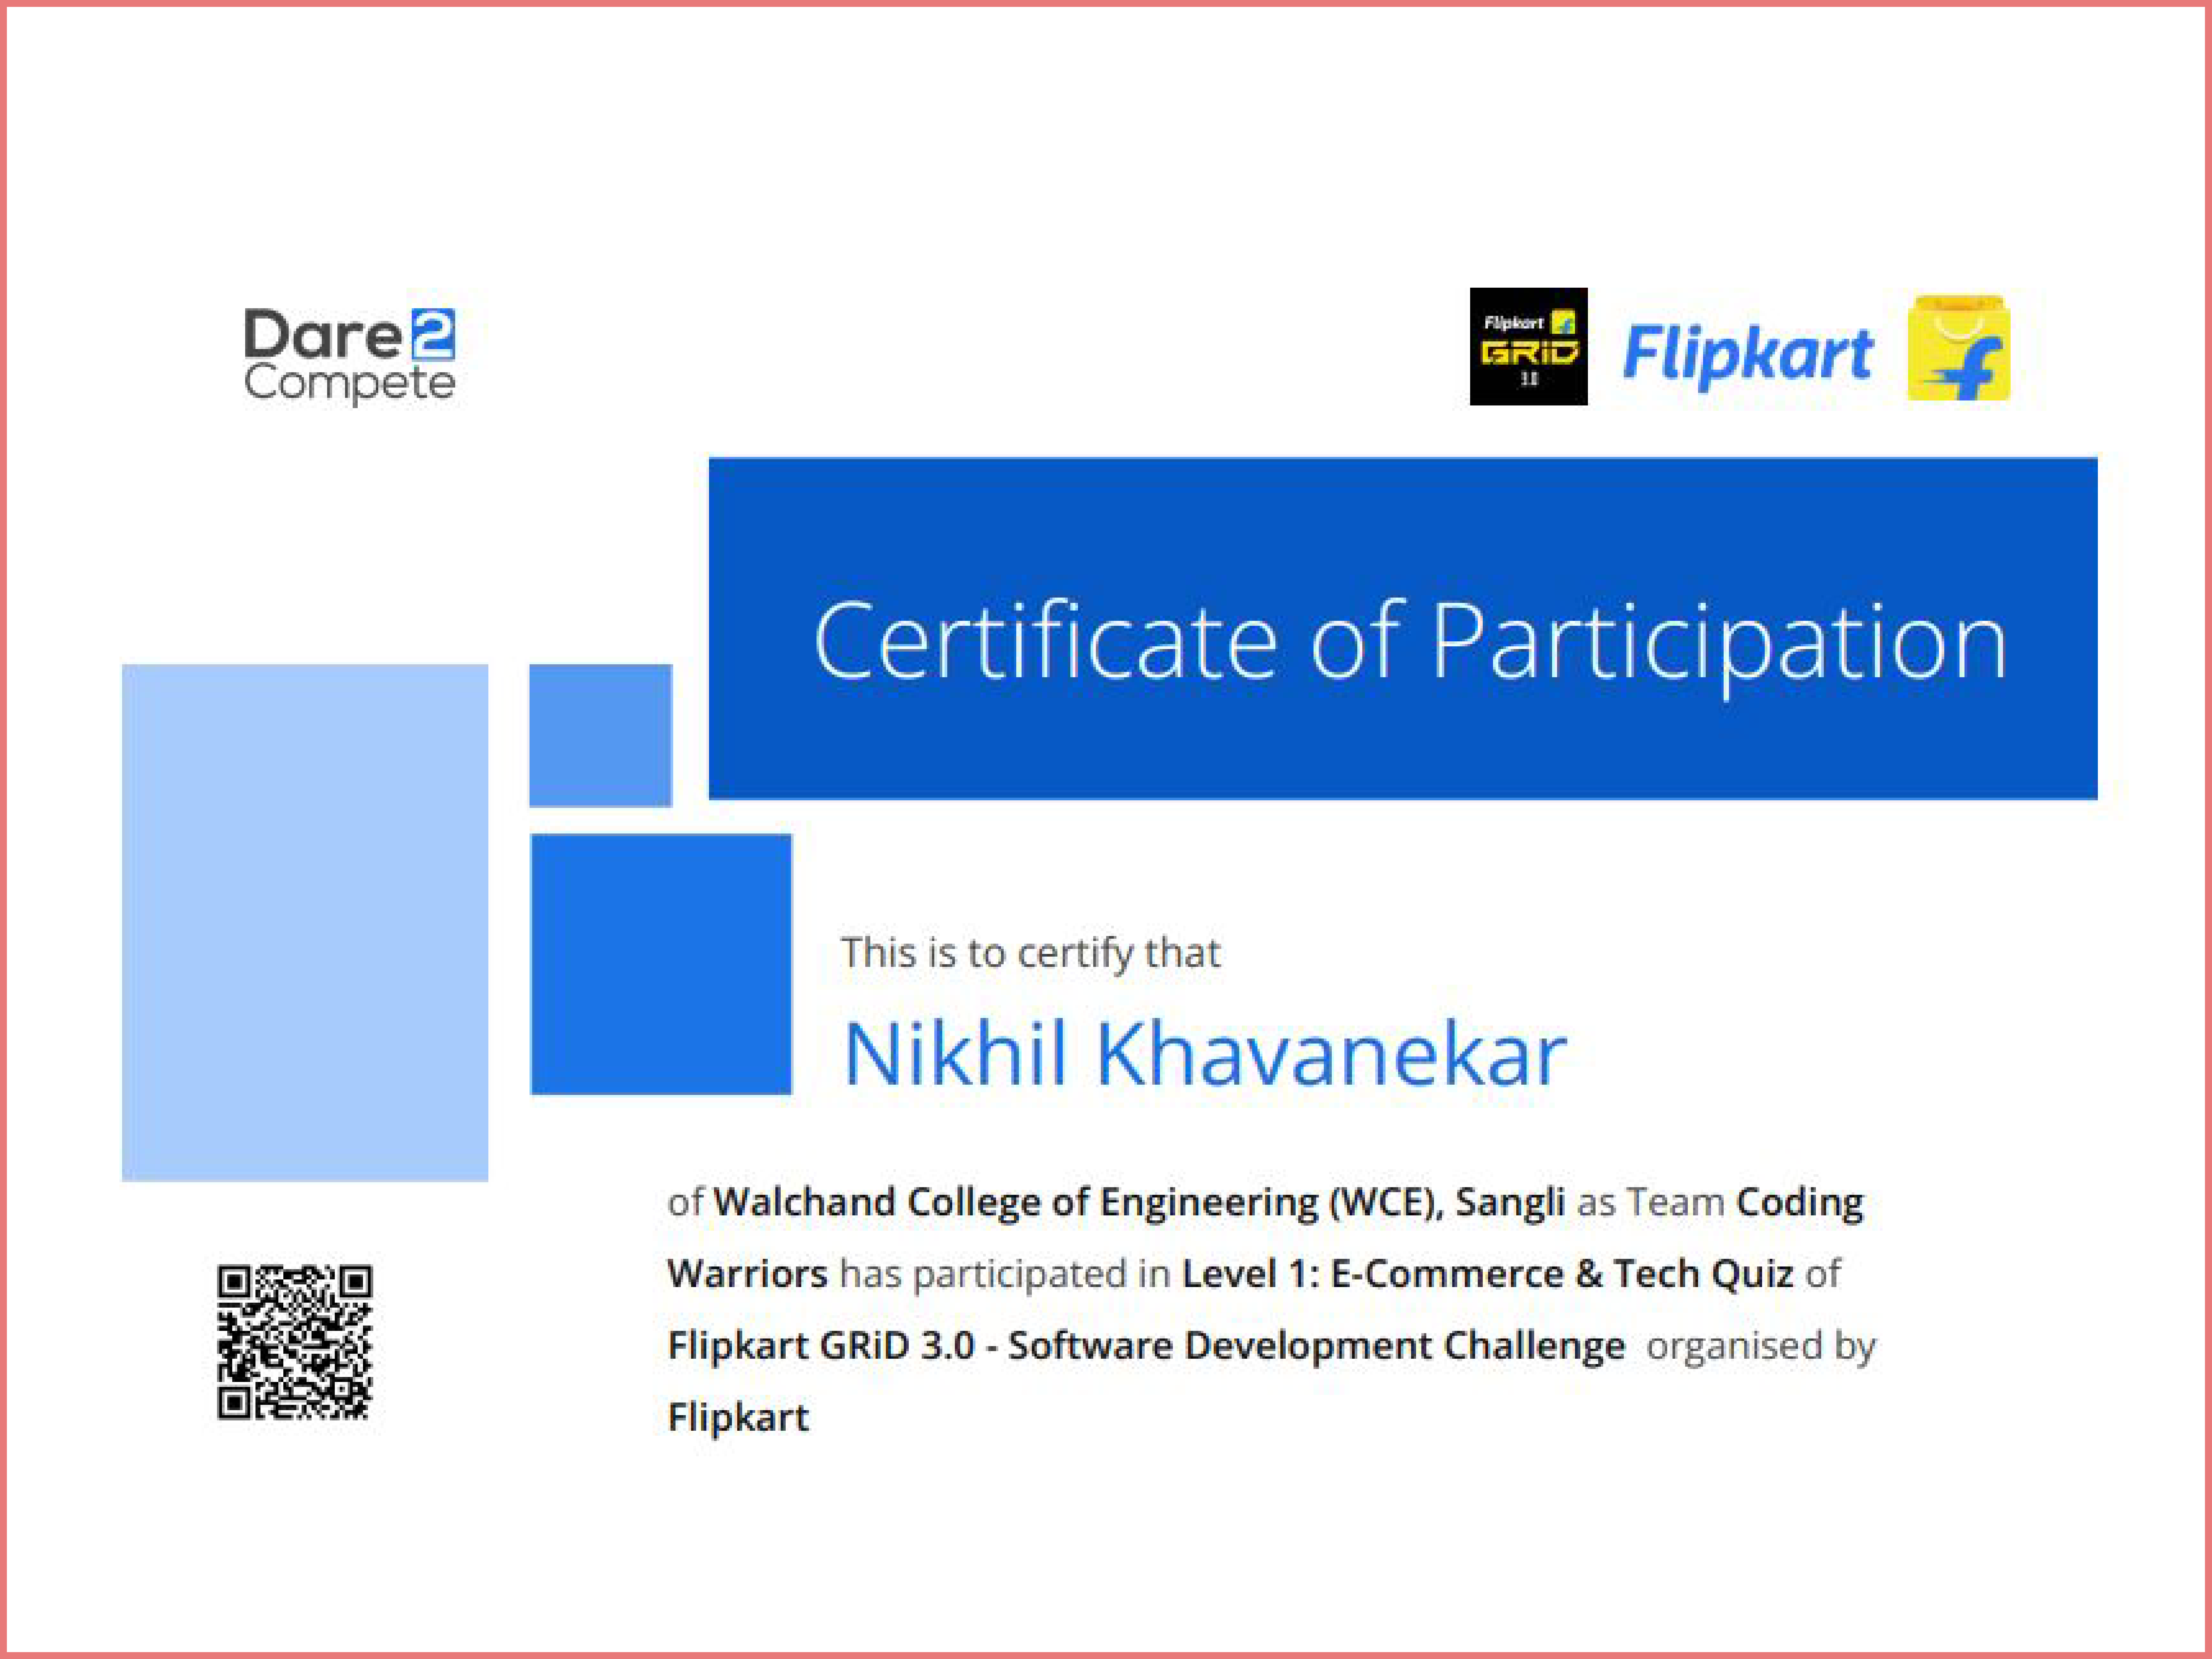 Dare2
Compete
Flipkart
GRiD
3.0
Flipkart
Certificate of Participation
This is to certify that
Nikhil Khavanekar
of Walchand College of Engineering (WCE), Sangli as Team Coding
Warriors has participated in Level 1: E-Commerce & Tech Quiz of
Flipkart GRiD 3.0 - Software Development Challenge organised by
Flipkart